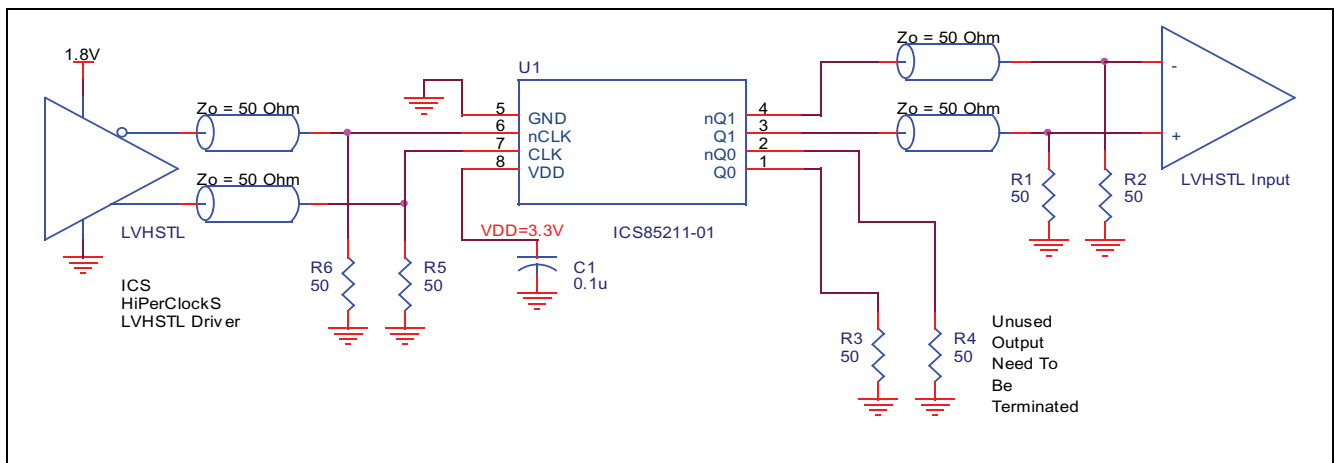 1.8V
Zo = 50 Ohm
Zo = 50 Ohm
LVHSTL
ICS
HiPerClockS
LVHSTL Driver
R6
50
R5
50
U1
5
GND
6
nCLK
7
CLK
8
VDD
nQ1
4
Q1
3
nQ0
2
Q0
1
ICS85211-01
VDD=3.3V
C1
0.1u
Zo = 50 Ohm
Zo = 50 Ohm
-
+
LVHSTL Input
R1
50
R2
50
R3
50
R4
50
Unused
Output
Need To
Be
Terminated